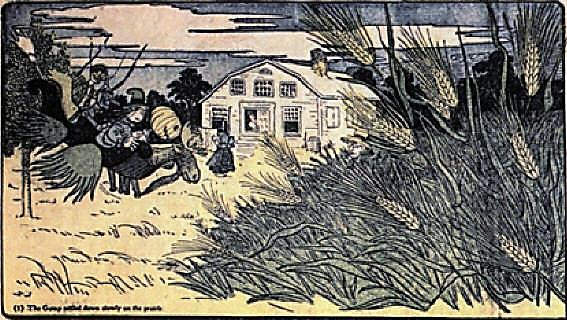 (1) The Gump settled down slowly on the prairie